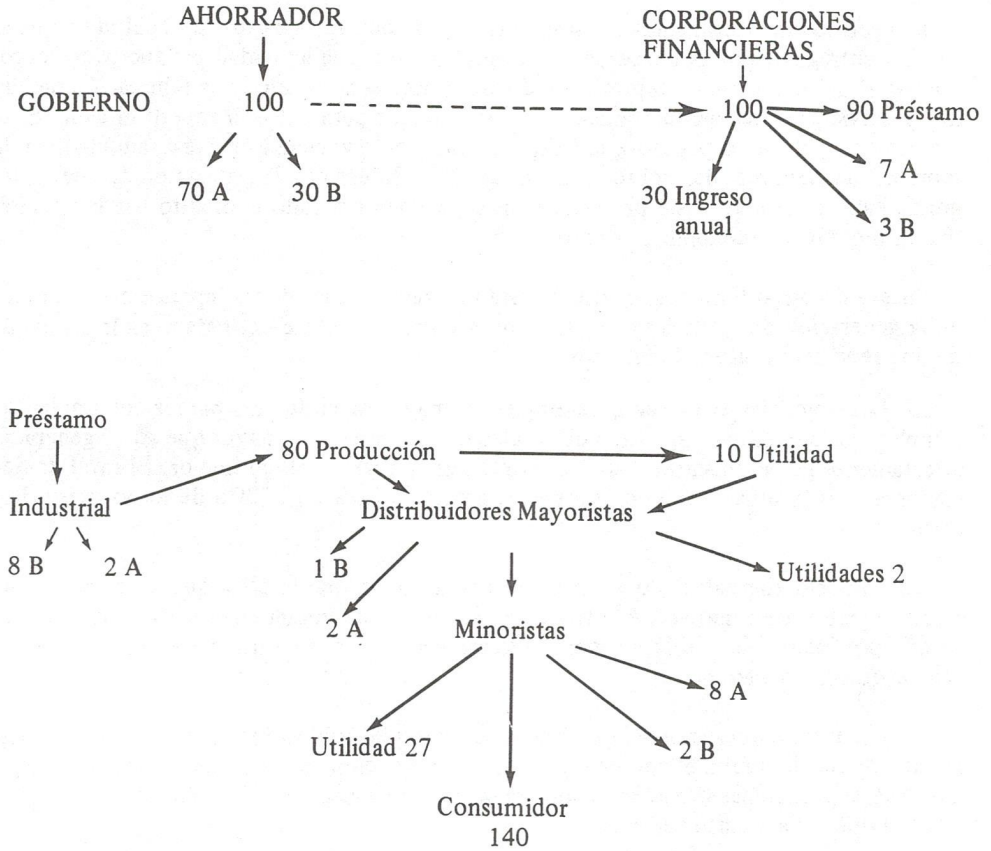 AHORRADOR
CORPORACIONES
FINANCIERAS
GOBIERNO 100 100 90 Préstamo
70 A 30 B 30 Ingreso
anual
7 A
3 B
Préstamo
80 Producción 10 Utilidad
Industrial Distribuidores Mayoristas
8 B 2 A 1 B
Utilidades 2
2 A Minoristas
8 A
Utilidad 27 2 B
Consumidor
140